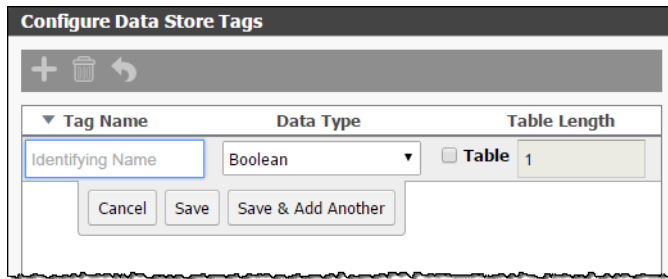 Configure Data Store Tags
Tag Name Data Type Table Length
Identifying Name Boolean Table 1
Cancel Save Save & Add Another